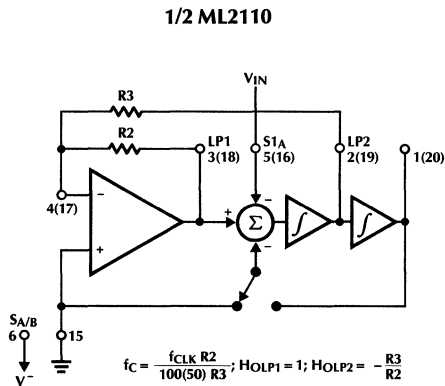 1/2 ML2110
VIN
R3
R2
LP1
3(18)
S1A
5(16)
LP2
2(19)
1(20)
4(17)
−
+
+
−
Σ
−
∫
∫
SA/B
6
15
V−
fC = fCLK R2 / 100(50) R3 ; HOLP1 = 1; HOLP2 = − R3 / R2